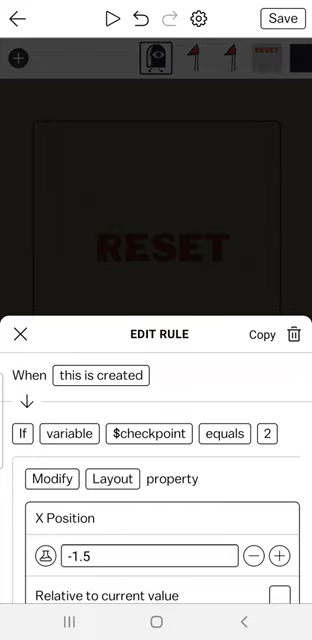 Save
RESET
RESET
EDIT RULE
Copy
When this is created
If variable $checkpoint equals 2
Modify Layout property
X Position
-1.5
Relative to current value